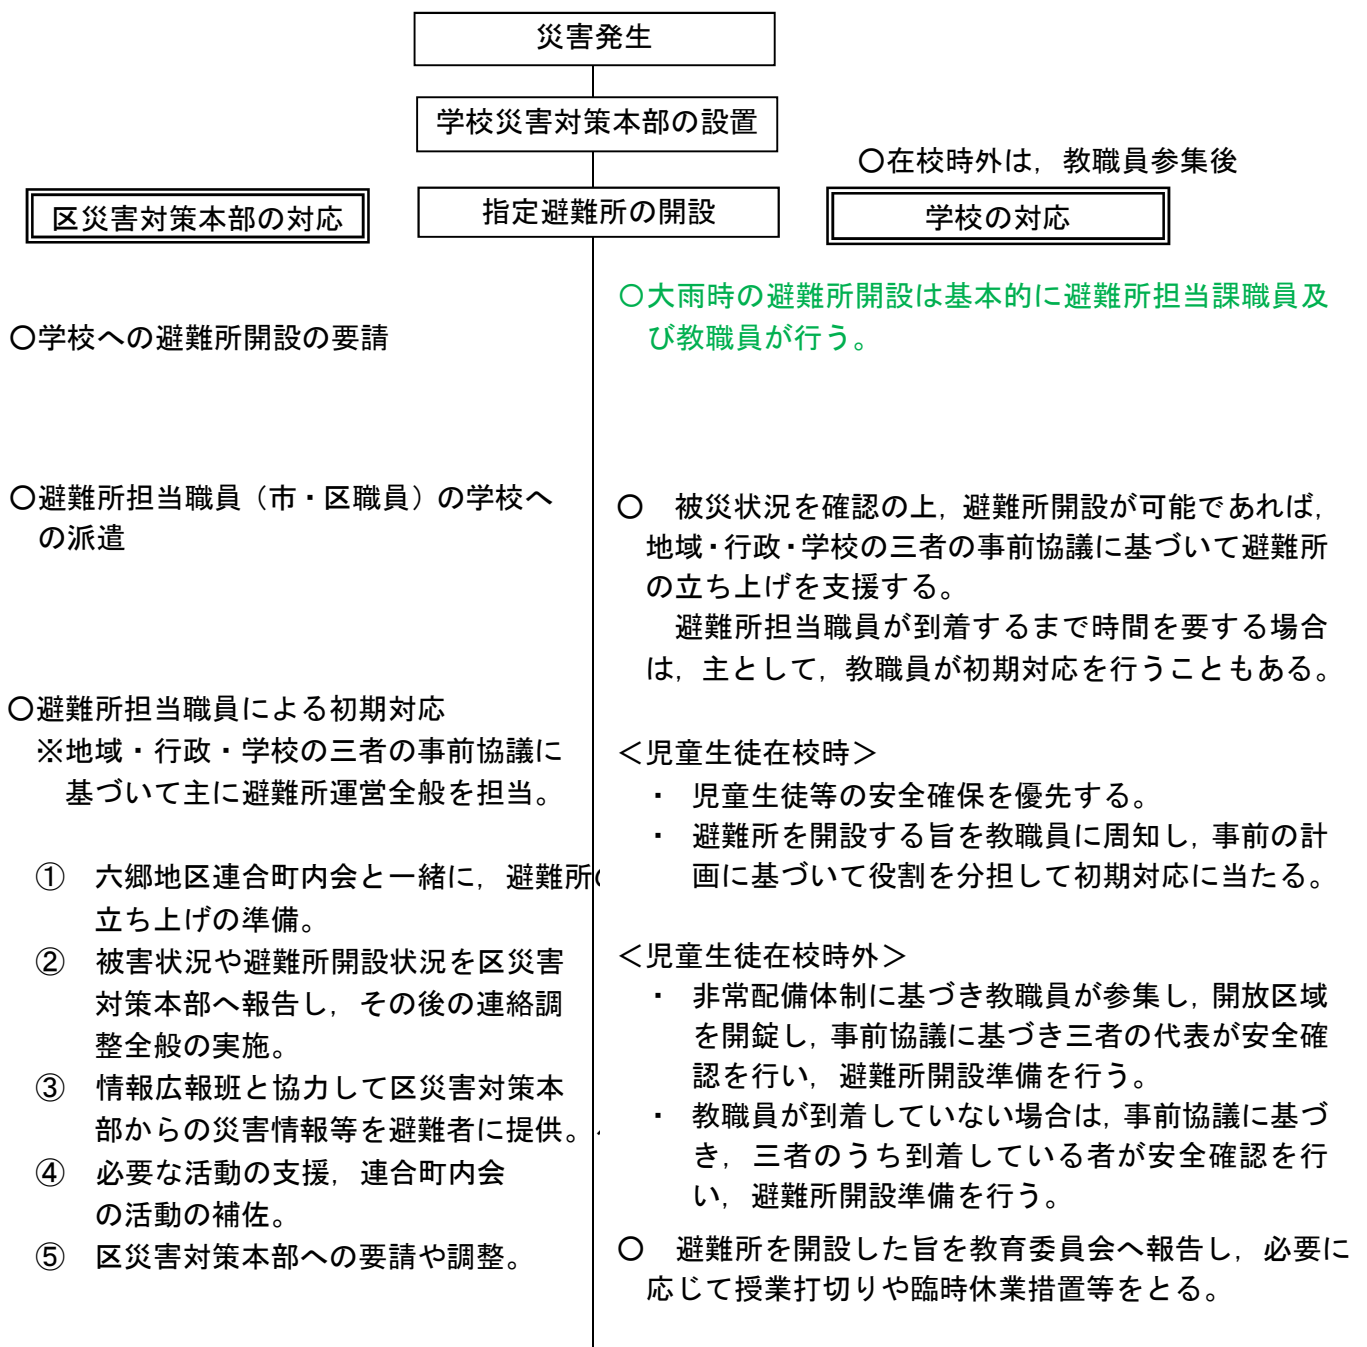 災害発生
学校災害対策本部の設置
〇在校時外は，教職員参集後
区災害対策本部の対応
指定避難所の開設
学校の対応
〇学校への避難所開設の要請
〇避難所担当職員（市・区職員）の学校へ
の派遣
〇避難所担当職員による初期対応
※地域・行政・学校の三者の事前協議に
基づいて主に避難所運営全般を担当。
①　六郷地区連合町内会と一緒に，避難所
立ち上げの準備。
②　被害状況や避難所開設状況を区災害
対策本部へ報告し，その後の連絡調
整全般の実施。
③　情報広報班と協力して区災害対策本
部からの災害情報等を避難者に提供。
④　必要な活動の支援，連合町内会
の活動の補佐。
⑤　区災害対策本部への要請や調整。
〇大雨時の避難所開設は基本的に避難所担当課職員及
び教職員が行う。
〇　被災状況を確認の上，避難所開設が可能であれば，
地域・行政・学校の三者の事前協議に基づいて避難所
の立ち上げを支援する。
避難所担当職員が到着するまで時間を要する場合
は，主として，教職員が初期対応を行うこともある。
＜児童生徒在校時＞
・　児童生徒等の安全確保を優先する。
・　避難所を開設する旨を教職員に周知し，事前の計
画に基づいて役割を分担して初期対応に当たる。
＜児童生徒在校時外＞
・　非常配備体制に基づき教職員が参集し，開放区域
を開錠し，事前協議に基づき三者の代表が安全確
認を行い，避難所開設準備を行う。
・　教職員が到着していない場合は，事前協議に基づ
き，三者のうち到着している者が安全確認を行
い，避難所開設準備を行う。
〇　避難所を開設した旨を教育委員会へ報告し，必要に
応じて授業打切りや臨時休業措置等をとる。